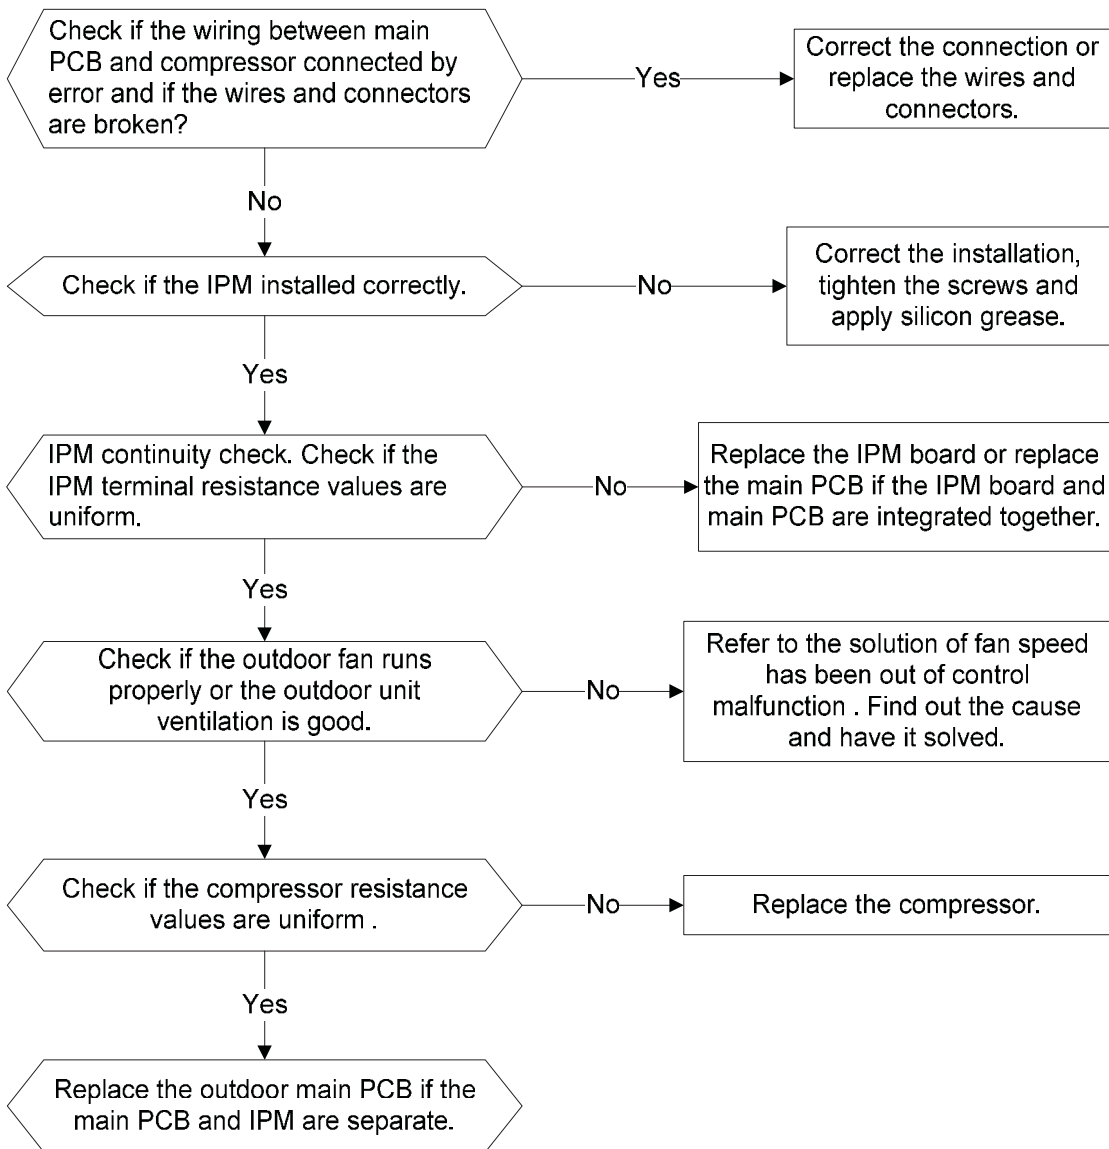 Check if the wiring between main
PCB and compressor connected by
error and if the wires and connectors
are broken?
Yes
Correct the connection or
replace the wires and
connectors.
No
Check if the IPM installed correctly.
No
Correct the installation,
tighten the screws and
apply silicon grease.
Yes
IPM continuity check. Check if the
IPM terminal resistance values are
uniform.
No
Replace the IPM board or replace
the main PCB if the IPM board and
main PCB are integrated together.
Yes
Check if the outdoor fan runs
properly or the outdoor unit
ventilation is good.
No
Refer to the solution of fan speed
has been out of control
malfunction . Find out the cause
and have it solved.
Yes
Check if the compressor resistance
values are uniform .
No
Replace the compressor.
Yes
Replace the outdoor main PCB if the
main PCB and IPM are separate.